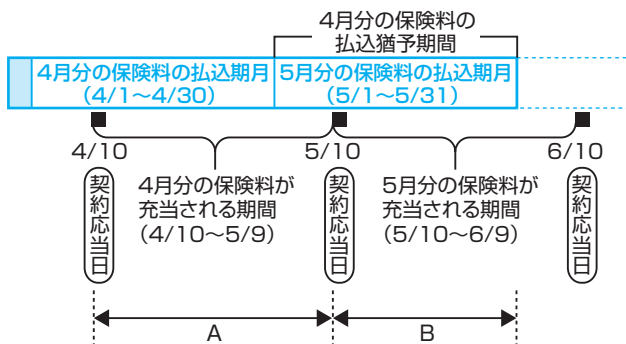 4月分の保険料の
払込猶予期間
4月分の保険料の払込期月
(4/1～4/30)
5月分の保険料の払込期月
(5/1～5/31)
4/10
5/10
6/10
契約応当日
4月分の保険料が
充当される期間
(4/10～5/9)
契約応当日
5月分の保険料が
充当される期間
(5/10～6/9)
契約応当日
A
B